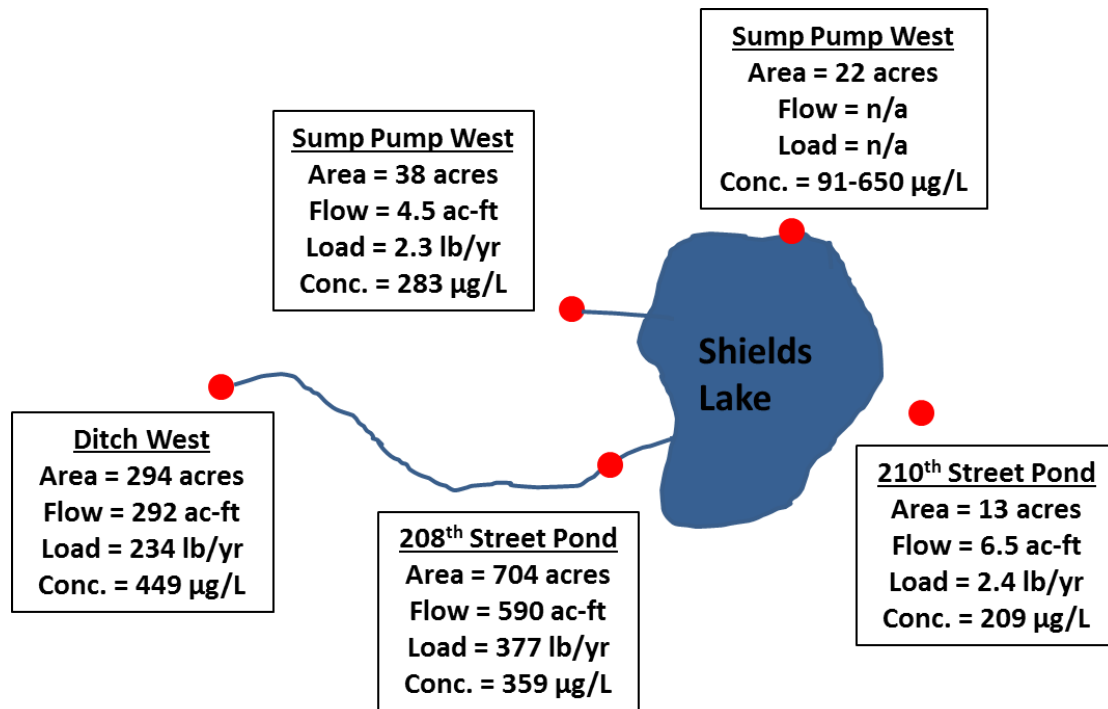 Sump Pump West
Area = 22 acres
Flow = n/a
Load = n/a
Conc. = 91-650 µg/L
Sump Pump West
Area = 38 acres
Flow = 4.5 ac-ft
Load = 2.3 lb/yr
Conc. = 283 µg/L
Shields
Lake
Ditch West
Area = 294 acres
Flow = 292 ac-ft
Load = 234 lb/yr
Conc. = 449 µg/L
208th Street Pond
Area = 704 acres
Flow = 590 ac-ft
Load = 377 lb/yr
Conc. = 359 µg/L
210th Street Pond
Area = 13 acres
Flow = 6.5 ac-ft
Load = 2.4 lb/yr
Conc. = 209 µg/L